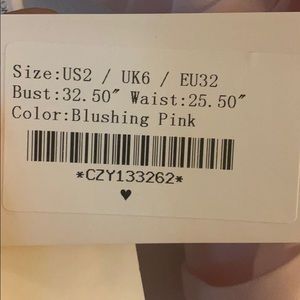 Size:US2 / UK6 / EU32
Bust:32.50″ Waist:25.50″
Color:Blushing Pink
*CZY133262*
♥